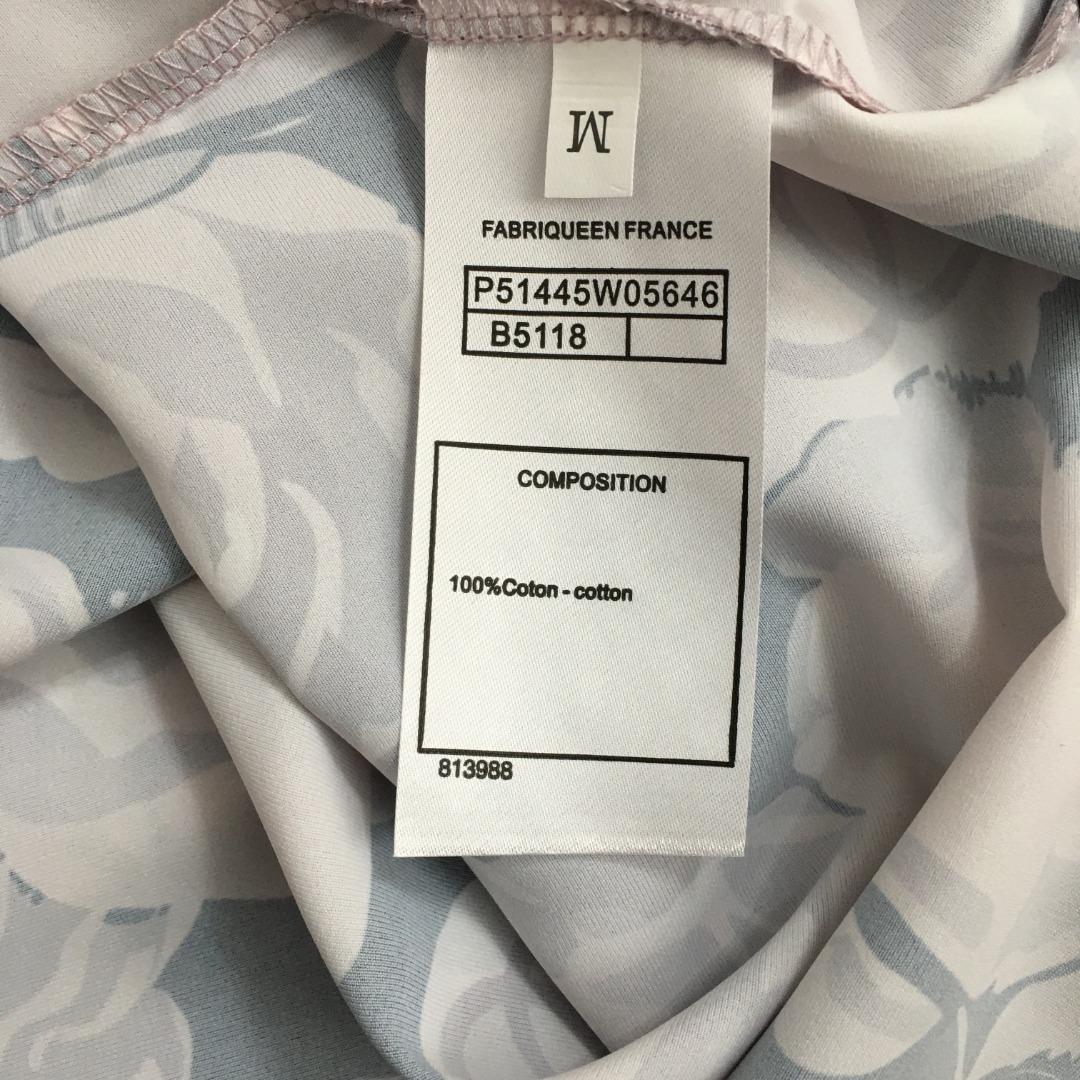 M
FABRIQUEEN FRANCE
P51445W05646
B5118
COMPOSITION
100%Coton - cotton
813988